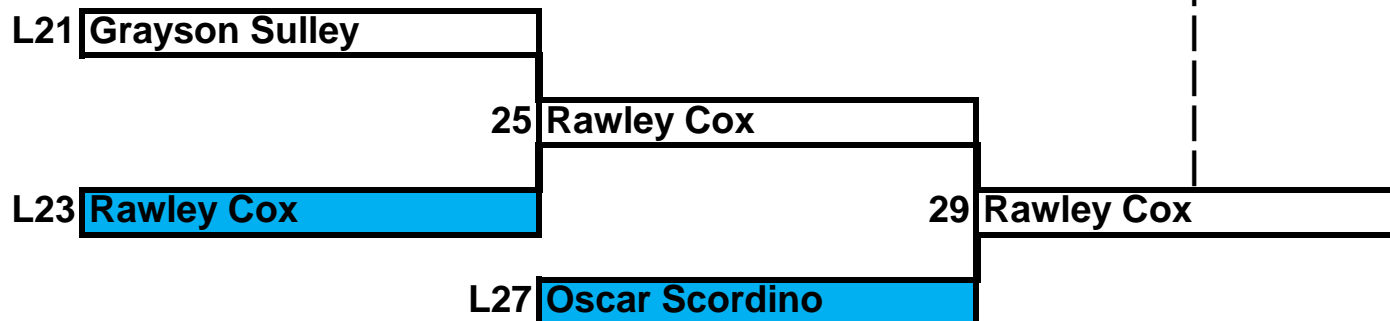 L21 Grayson Sulley
25 Rawley Cox
L23 Rawley Cox
29 Rawley Cox
L27 Oscar Scordino